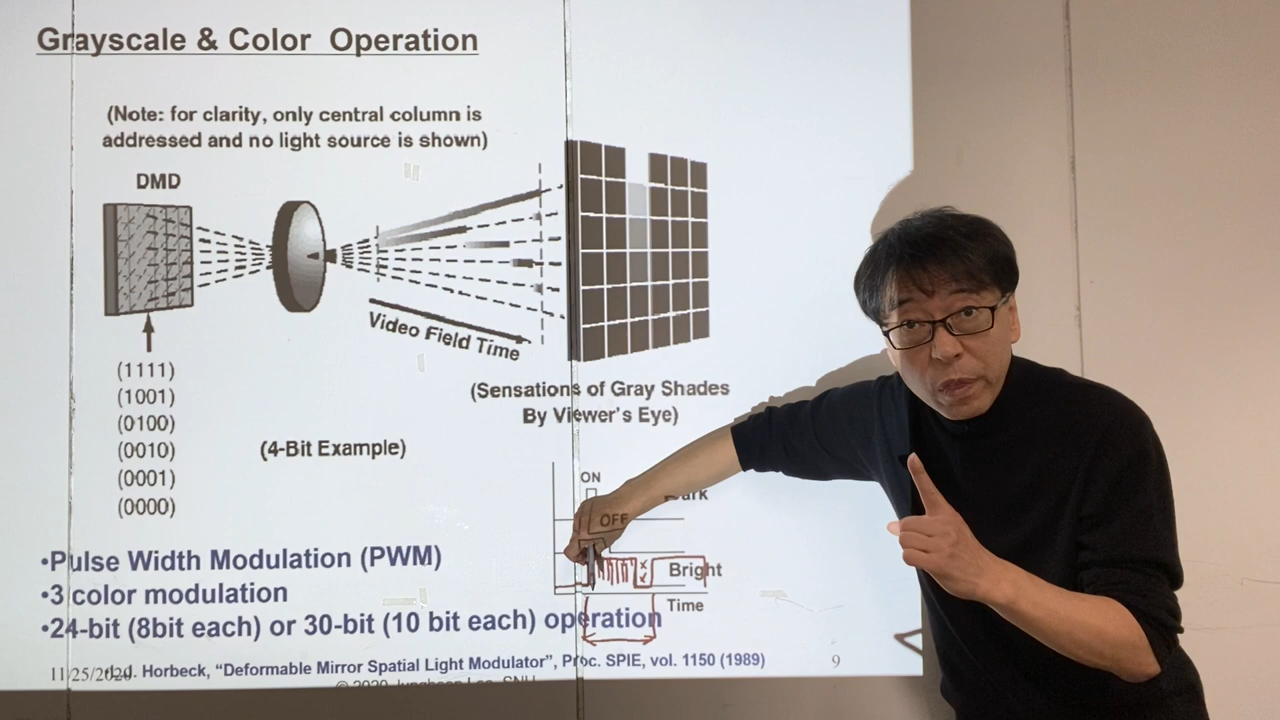 Grayscale & Color Operation
(Note: for clarity, only central column is
addressed and no light source is shown)
DMD
Video Field Time
(1111)
(1001)
(0100)
(0010)
(0001)
(0000)
(4-Bit Example)
(Sensations of Gray Shades
By Viewer's Eye)
ON
OFF
Bright
Time
•Pulse Width Modulation (PWM)
•3 color modulation
•24-bit (8bit each) or 30-bit (10 bit each) operation
11/25/2020
J. Horbeck, "Deformable Mirror Spatial Light Modulator", Proc. SPIE, vol. 1150 (1989)
9